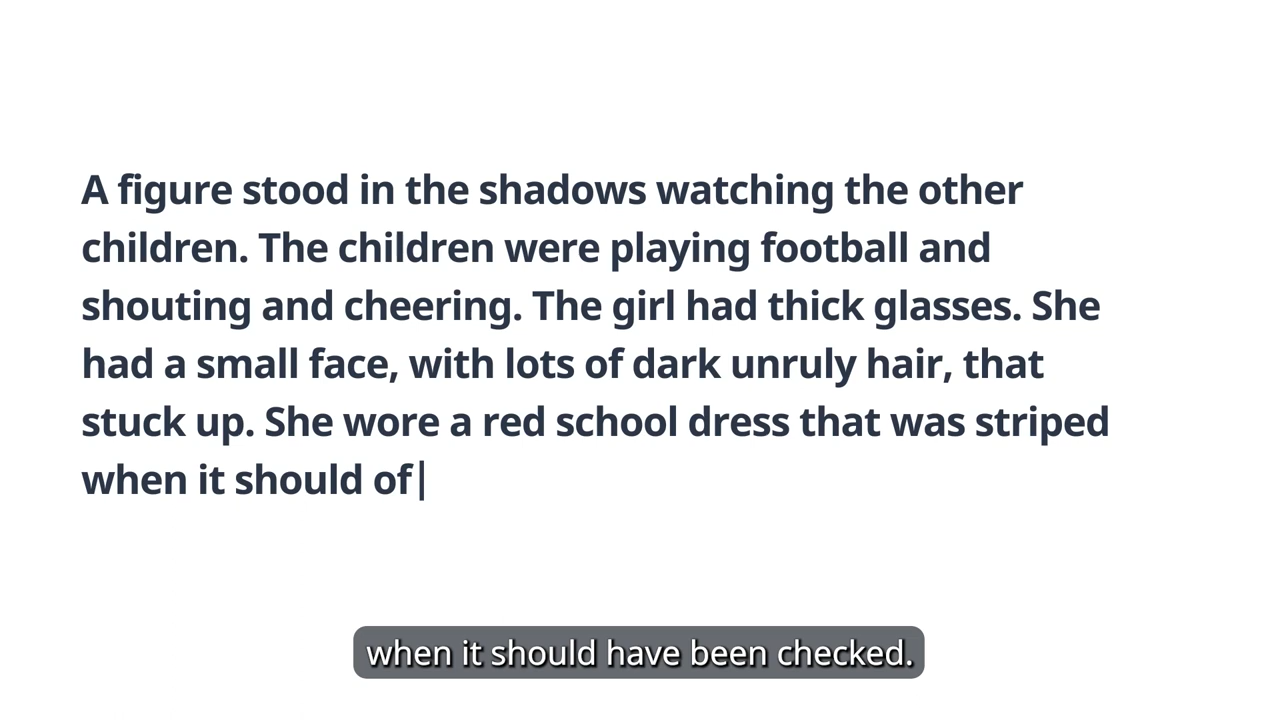 A figure stood in the shadows watching the other
children. The children were playing football and
shouting and cheering. The girl had thick glasses. She
had a small face, with lots of dark unruly hair, that
stuck up. She wore a red school dress that was striped
when it should of
when it should have been checked.